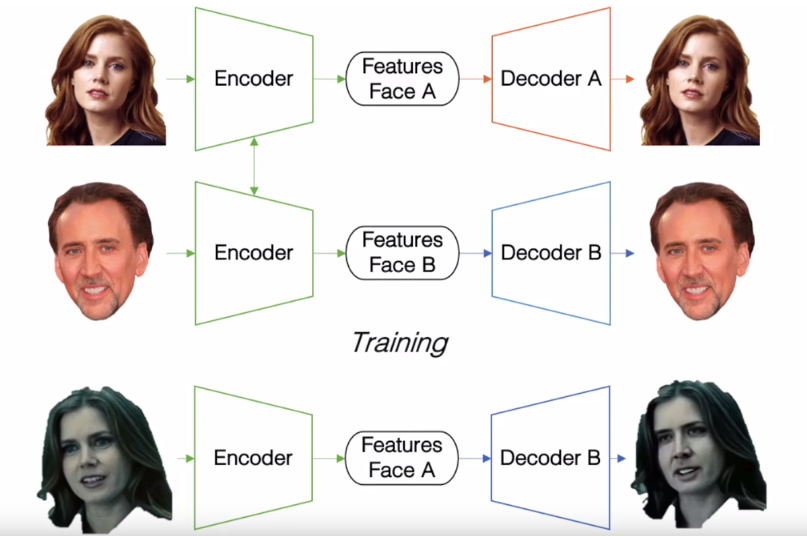 Encoder
Features
Face A
Decoder A
Encoder
Features
Face B
Decoder B
Training
Encoder
Features
Face A
Decoder B